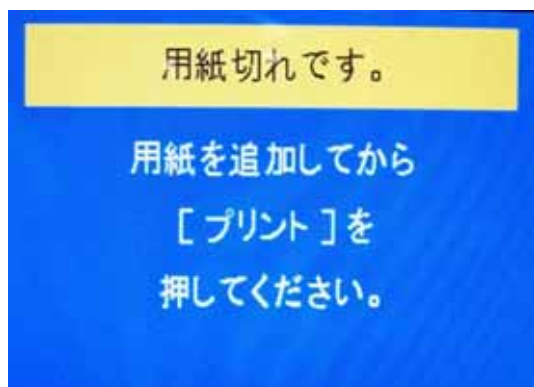 用紙切れです。
用紙を追加してから
[プリント]を
押してください。